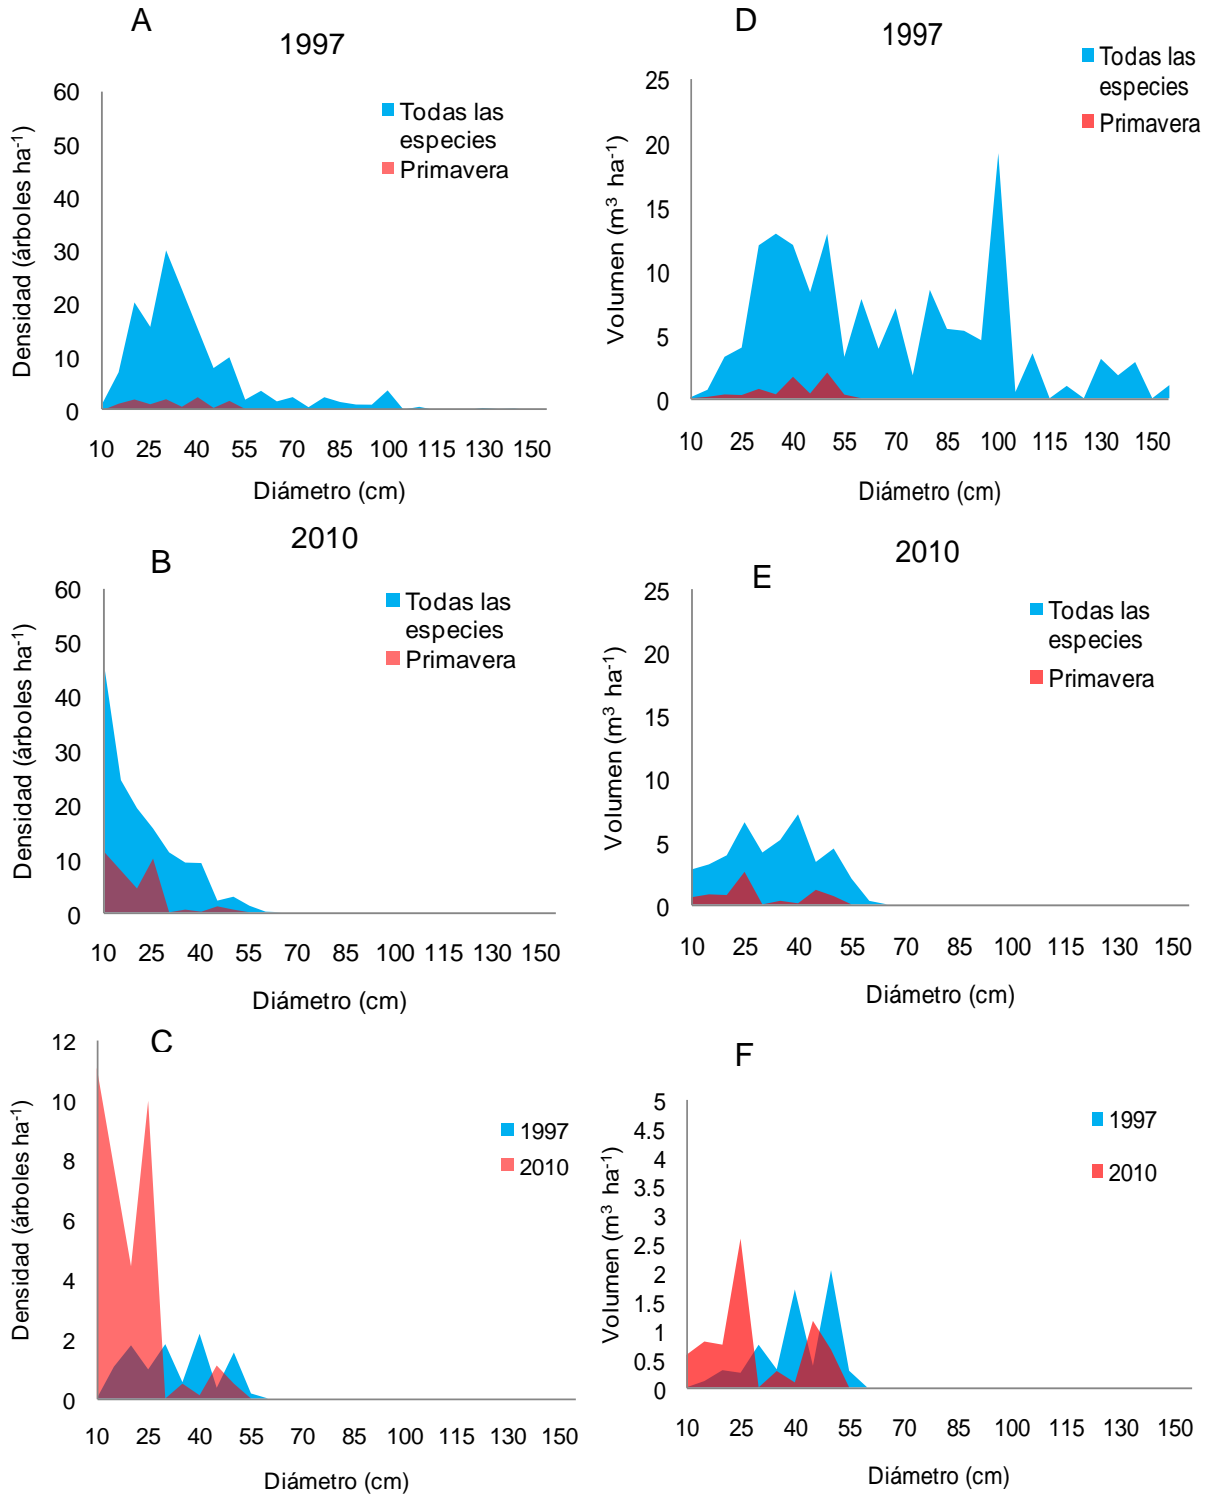 A
1997
Todas las
especies
Primavera
Densidad (árboles ha-1)
60
50
40
30
20
10
0
10 25 40 55 70 85 100 115 130 150
Diámetro (cm)
D
1997
Todas las
especies
Primavera
Volumen (m3 ha-1)
25
20
15
10
5
0
10 25 40 55 70 85 100 115 130 150
Diámetro (cm)
2010
B
Todas las
especies
Primavera
Densidad (árboles ha-1)
60
50
40
30
20
10
0
10 25 40 55 70 85 100 115 130 150
Diámetro (cm)
2010
E
Todas las
especies
Primavera
Volumen (m3 ha-1)
25
20
15
10
5
0
10 25 40 55 70 85 100 115 130 150
Diámetro (cm)
C
1997
2010
Densidad (árboles ha-1)
12
10
8
6
4
2
0
10 25 40 55 70 85 100 115 130 150
Diámetro (cm)
F
1997
2010
Volumen (m3 ha-1)
5
4.5
4
3.5
3
2.5
2
1.5
1
0.5
0
10 25 40 55 70 85 100 115 130 150
Diámetro (cm)